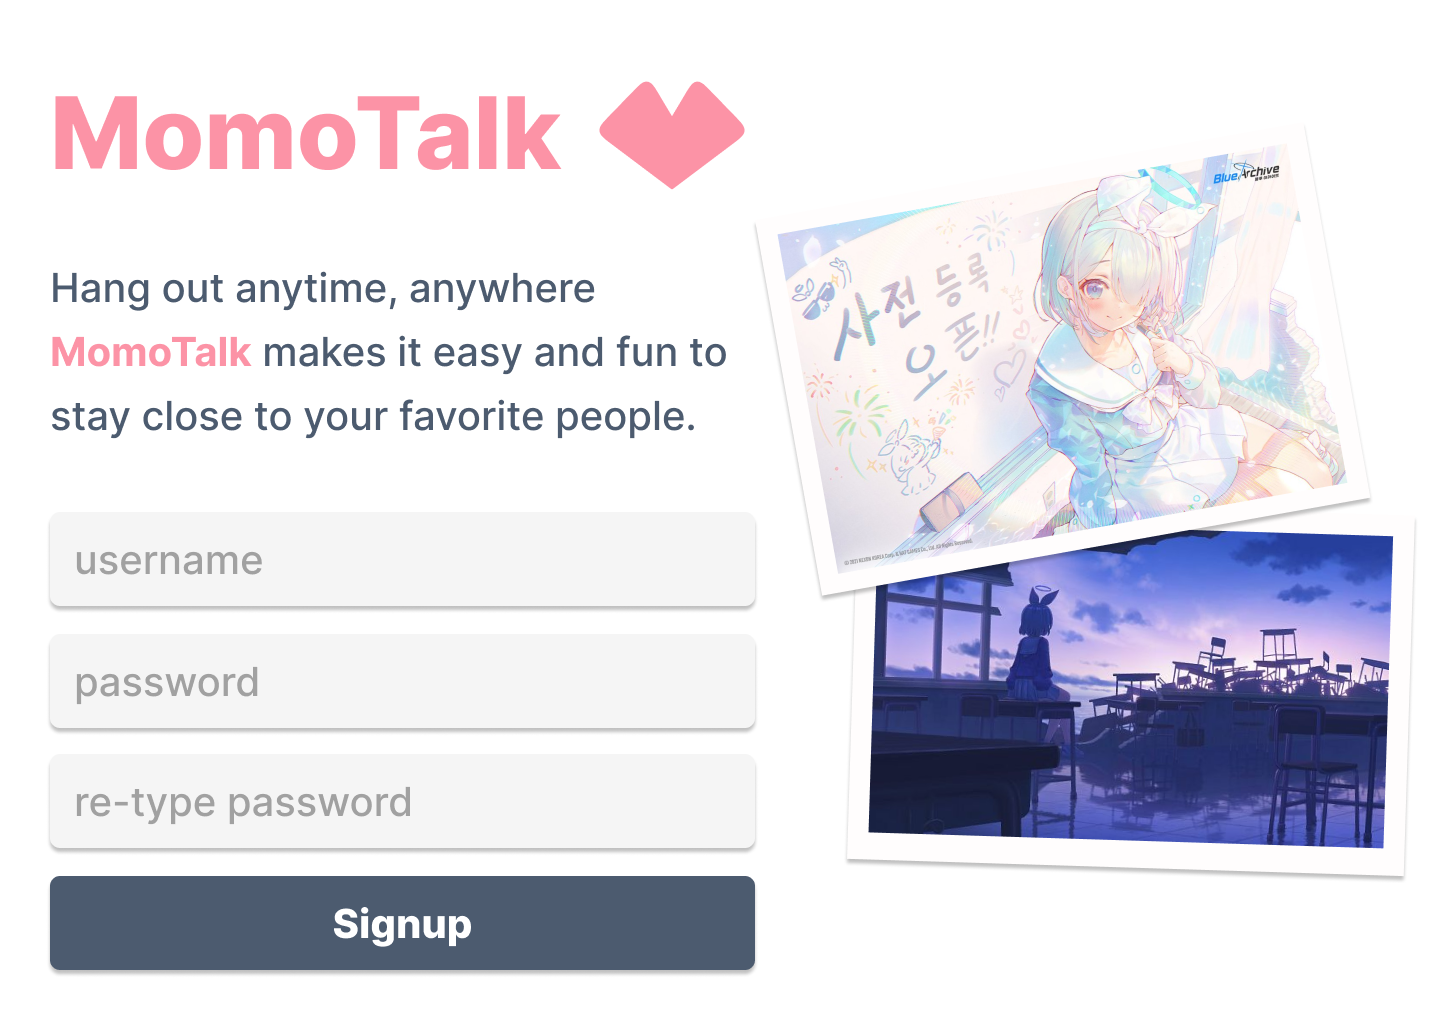 MomoTalk
Hang out anytime, anywhere
MomoTalk makes it easy and fun to
stay close to your favorite people.
username
password
re-type password
Signup
Blue Archive
사전 등록
오픈!!